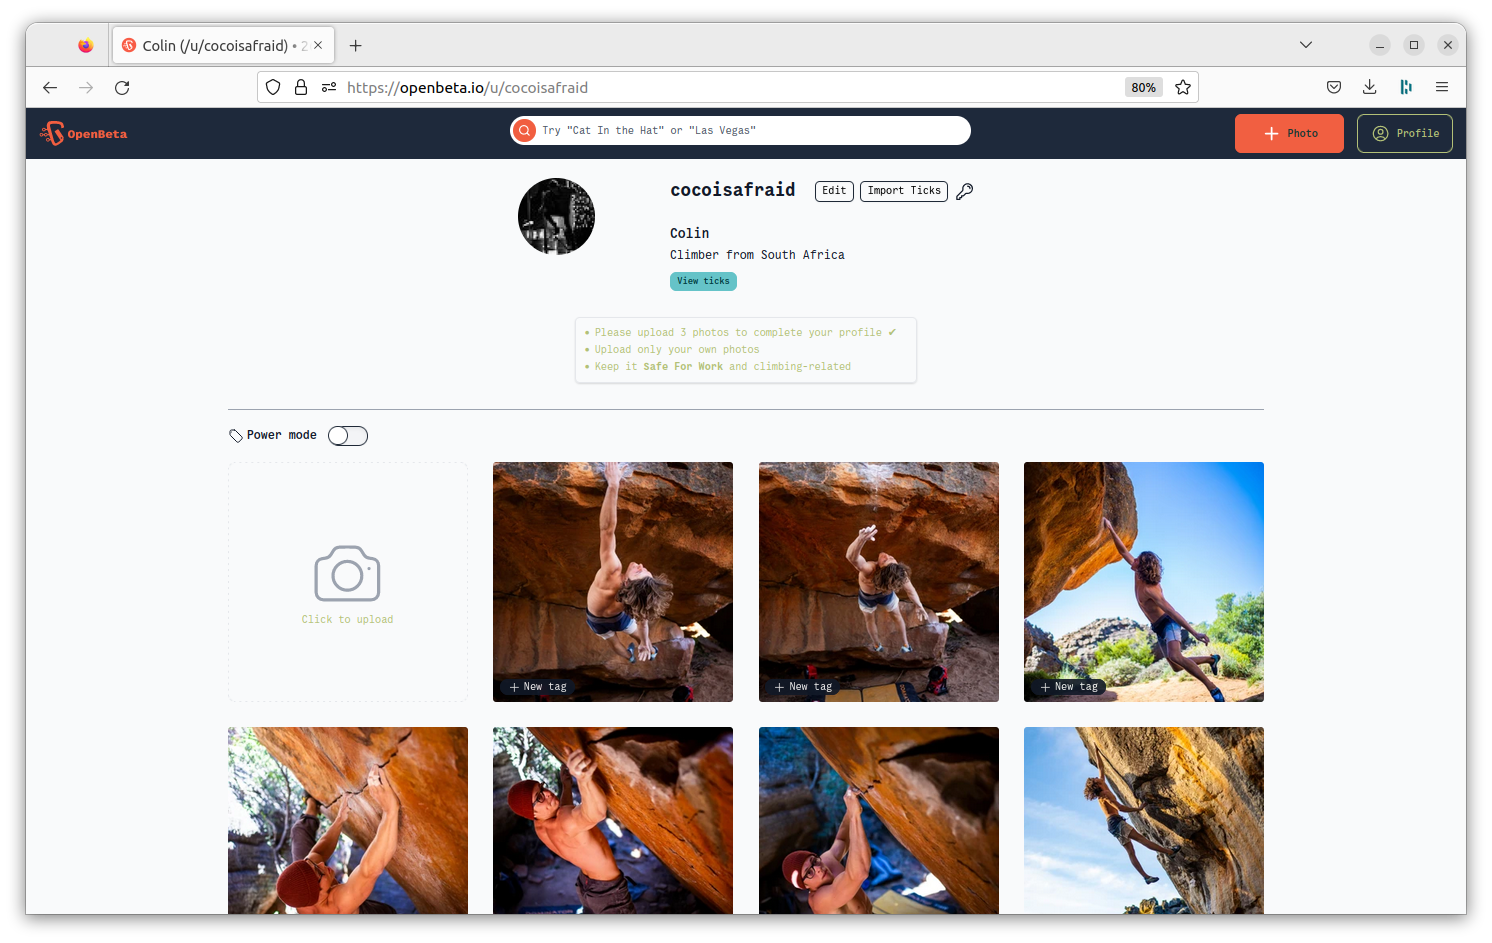 Colin (/u/cocoisafraid) • 2
https://openbeta.io/u/cocoisafraid
80%
OpenBeta
Try "Cat In the Hat" or "Las Vegas"
Photo
Profile
cocoisafraid
Edit
Import Ticks
Colin
Climber from South Africa
View ticks
• Please upload 3 photos to complete your profile ✔
• Upload only your own photos
• Keep it Safe For Work and climbing-related
Power mode
Click to upload
+ New tag
+ New tag
+ New tag